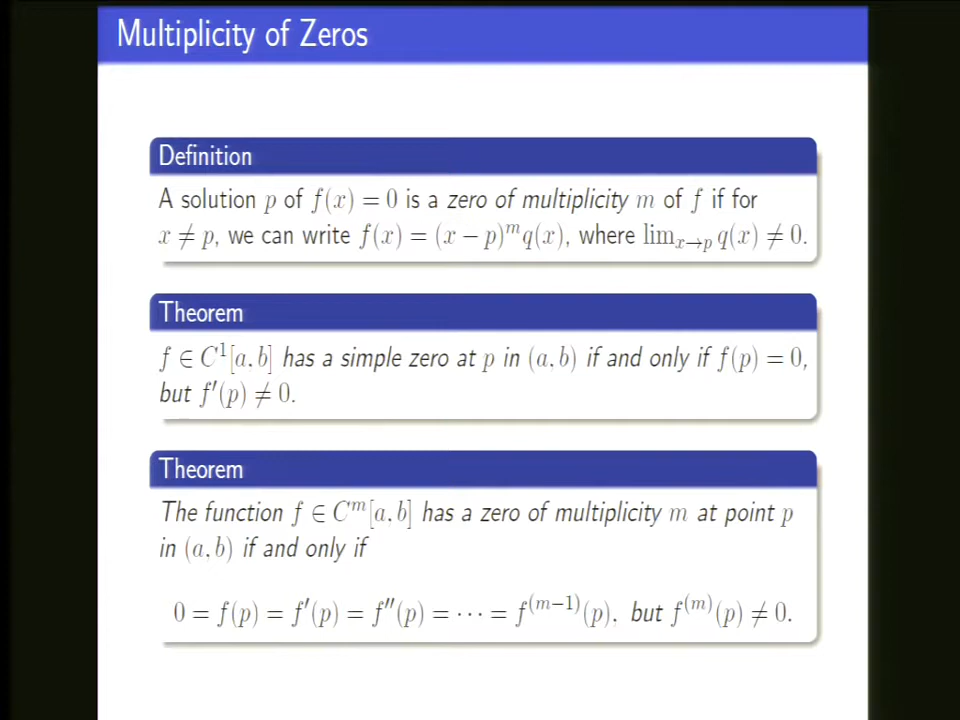 Multiplicity of Zeros
Definition
A solution p of f(x) = 0 is a zero of multiplicity m of f if for
x ≠ p, we can write f(x) = (x − p)^m q(x), where lim_{x→p} q(x) ≠ 0.
Theorem
f ∈ C^1[a, b] has a simple zero at p in (a, b) if and only if f(p) = 0,
but f′(p) ≠ 0.
Theorem
The function f ∈ C^m[a, b] has a zero of multiplicity m at point p
in (a, b) if and only if
0 = f(p) = f′(p) = f″(p) = ⋯ = f^{(m−1)}(p), but f^{(m)}(p) ≠ 0.